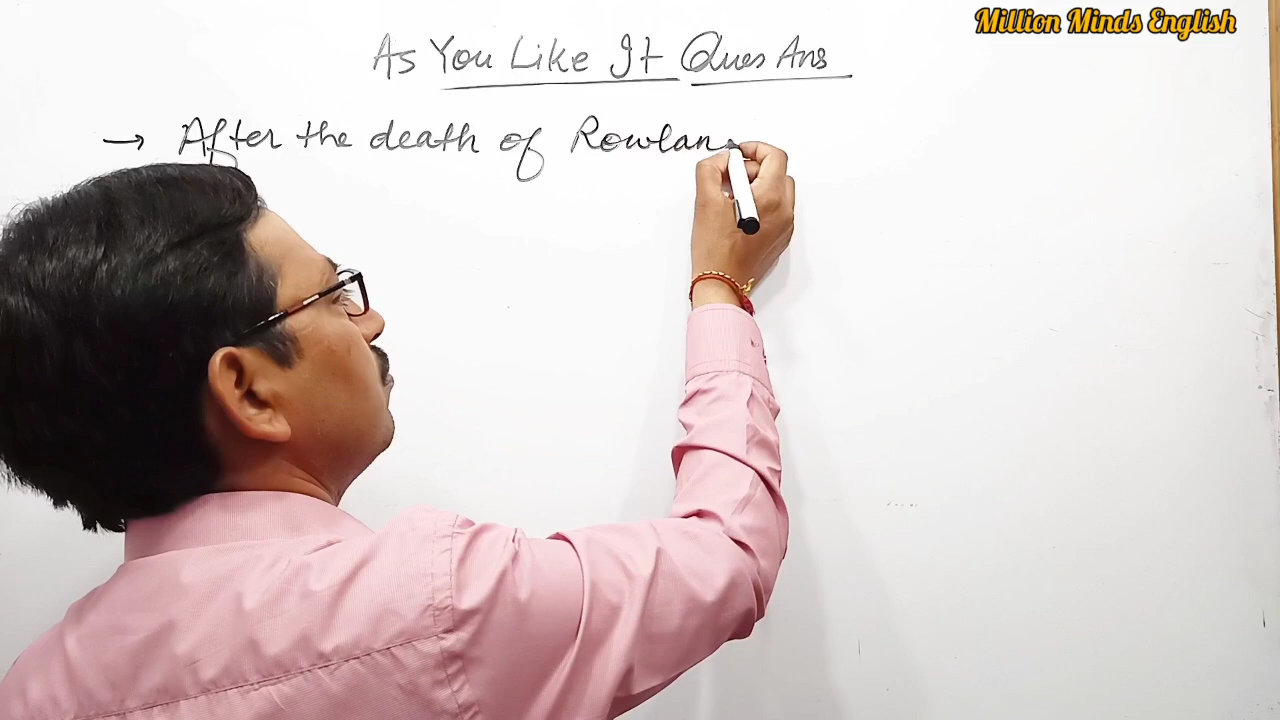 Million Minds English
As You Like It Ques Ans
→ After the death of Rowlan